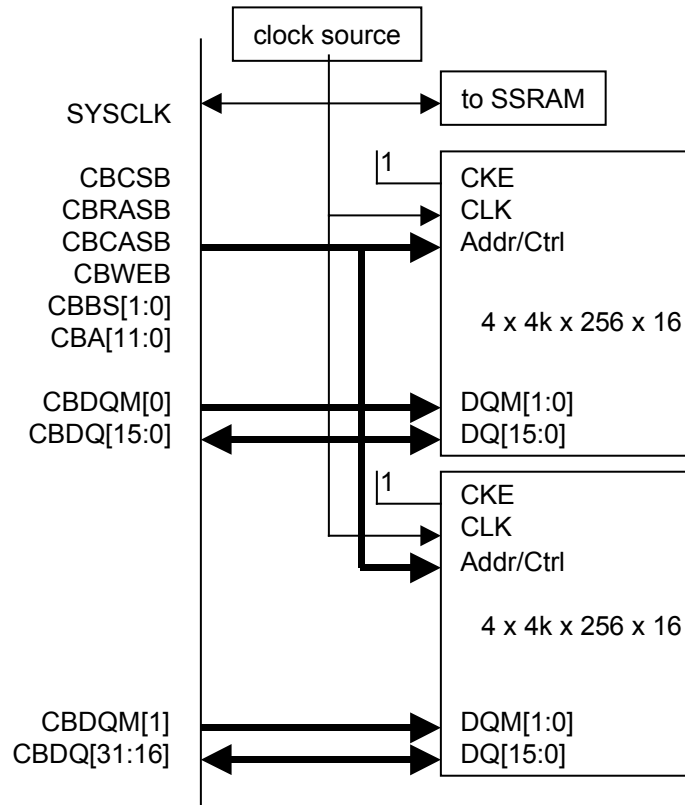 clock source
SYSCLK
to SSRAM
CBCSB
1
CKE
CBRASB
CLK
CBCASB
Addr/Ctrl
CBWEB
CBBS[1:0]
4 x 4k x 256 x 16
CBA[11:0]
CBDQM[0]
DQM[1:0]
CBDQ[15:0]
DQ[15:0]
1
CKE
CLK
Addr/Ctrl
4 x 4k x 256 x 16
CBDQM[1]
DQM[1:0]
CBDQ[31:16]
DQ[15:0]